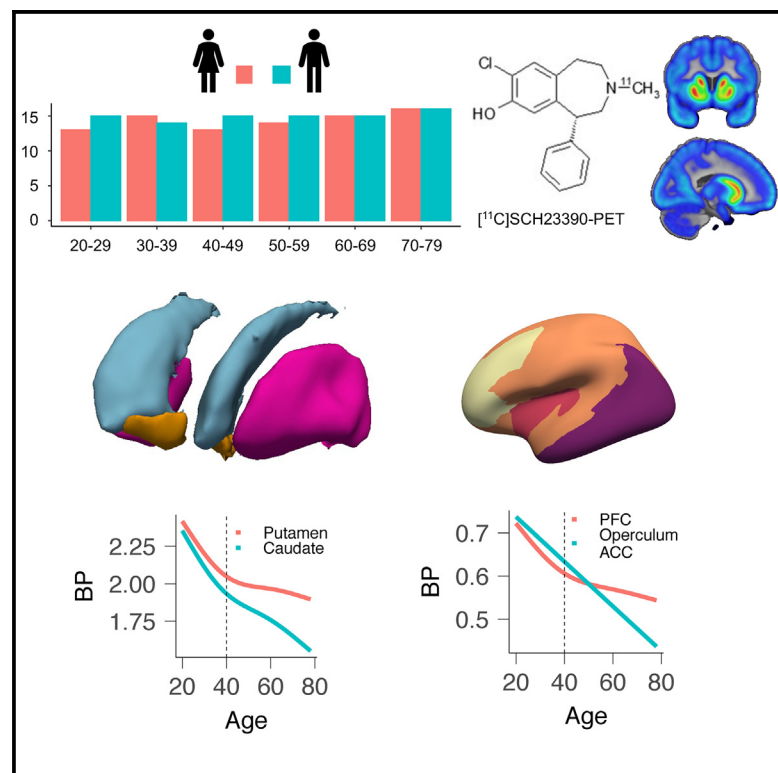 15
10
5
0
20-29 30-39 40-49 50-59 60-69 70-79
Cl
HO
N
11CH3
[11C]SCH23390-PET
BP
2.25
2.00
1.75
Putamen
Caudate
20 40 60 80
Age
BP
0.7
0.6
0.5
PFC
Operculum
ACC
20 40 60 80
Age